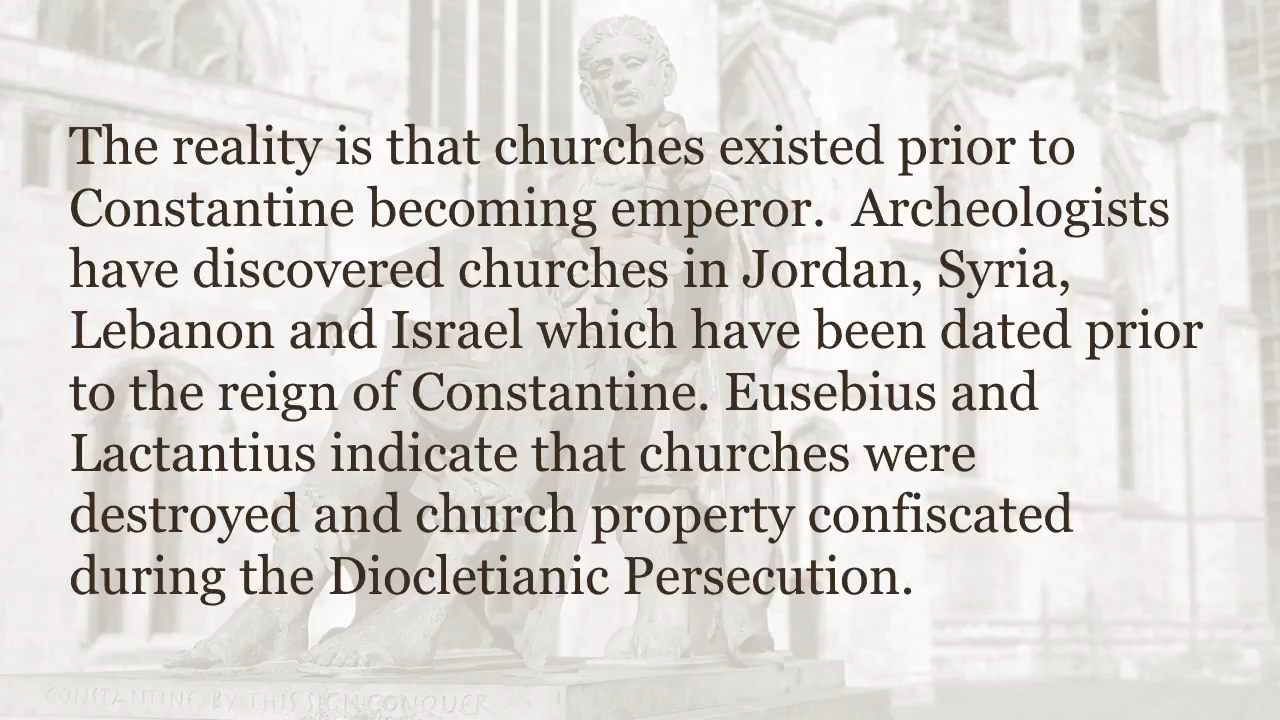 The reality is that churches existed prior to
Constantine becoming emperor.  Archeologists
have discovered churches in Jordan, Syria,
Lebanon and Israel which have been dated prior
to the reign of Constantine. Eusebius and
Lactantius indicate that churches were
destroyed and church property confiscated
during the Diocletianic Persecution.
CONSTANTINE BY THIS SIGN CONQUER